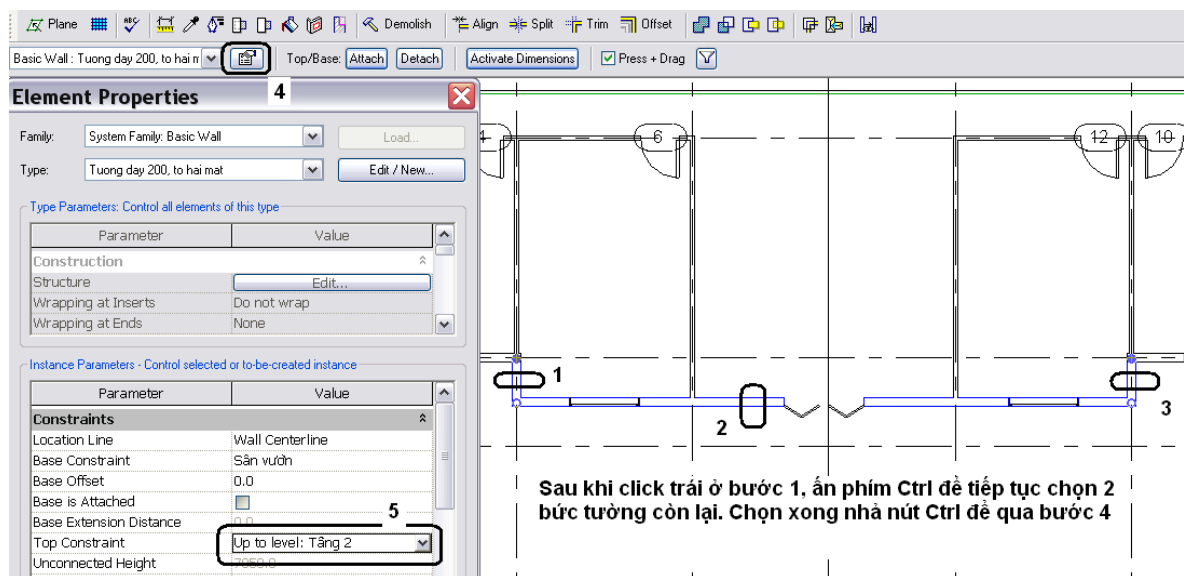 Plane ABC Demolish Align Split Trim Offset
Basic Wall : Tuong day 200, to hai n Top/Base: Attach Detach Activate Dimensions Press + Drag
4
Element Properties
Family: System Family: Basic Wall Load...
Type: Tuong day 200, to hai mat Edit / New...
Type Parameters: Control all elements of this type
Parameter Value
Construction
Structure Edit...
Wrapping at Inserts Do not wrap
Wrapping at Ends None
Instance Parameters - Control selected or to-be-created instance
Parameter Value
Constraints
Location Line Wall Centerline
Base Constraint Sân vườn
Base Offset 0.0
Base is Attached
Base Extension Distance 0.0
5
Top Constraint Up to level: Tầng 2
Unconnected Height 7050.0
4 6 12 10
1
2
3
Sau khi click trái ở bước 1, ấn phím Ctrl để tiếp tục chọn 2
bức tường còn lại. Chọn xong nhả nút Ctrl để qua bước 4